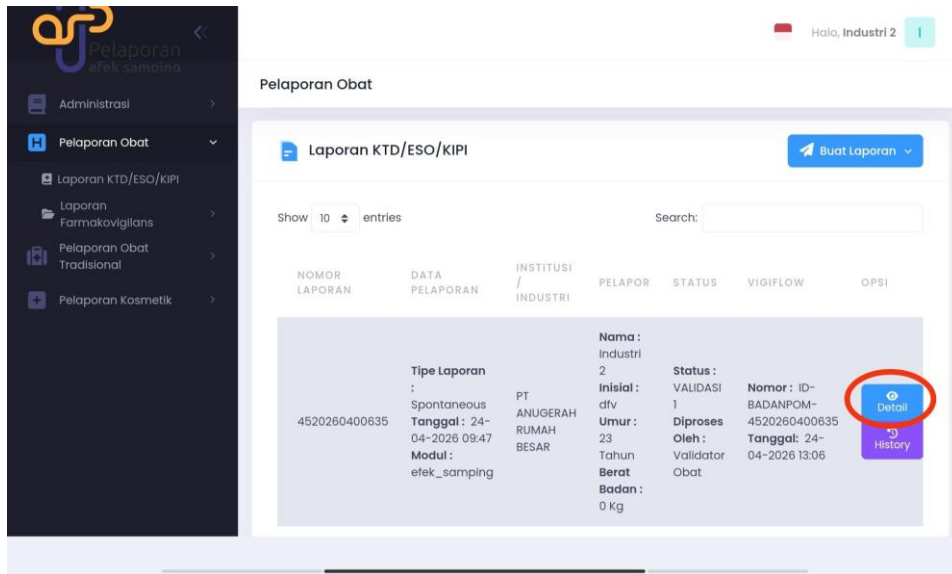 Pelaporan
efek samping
Halo, Industri 2
I
Pelaporan Obat
Administrasi
Pelaporan Obat
Laporan KTD/ESO/KIPI
Laporan
Farmakovigilans
Pelaporan Obat
Tradisional
Pelaporan Kosmetik
Laporan KTD/ESO/KIPI
Buat Laporan
Show 10 entries
Search:
NOMOR
LAPORAN
DATA
PELAPORAN
INSTITUSI
/
INDUSTRI
PELAPOR
STATUS
VIGIFLOW
OPSI
4520260400635
Tipe Laporan
:
Spontaneous
Tanggal : 24-
04-2026 09:47
Modul :
efek_samping
PT
ANUGERAH
RUMAH
BESAR
Nama :
Industri
2
Inisial :
dfv
Umur :
23
Tahun
Berat
Badan :
0 Kg
Status :
VALIDASI
1
Diproses
Oleh :
Validator
Obat
Nomor : ID-
BADANPOM-
4520260400635
Tanggal: 24-
04-2026 13:06
Detail
History